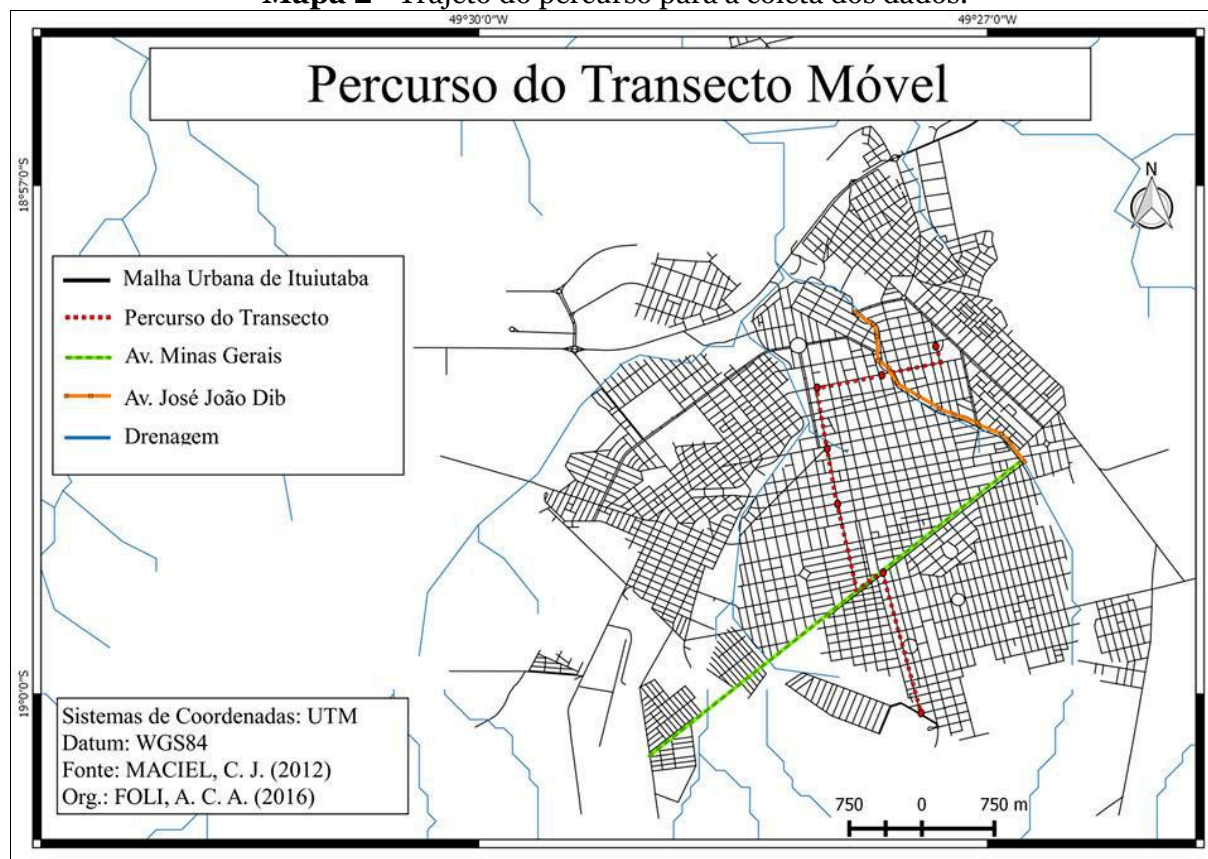 Mapa 2 - Trajeto do percurso para a coleta dos dados.
49°30'0"W
49°27'0"W
Percurso do Transecto Móvel
18°57'0"S
N
Malha Urbana de Ituiutaba
Percurso do Transecto
Av. Minas Gerais
Av. José João Dib
Drenagem
19°0'0"S
Sistemas de Coordenadas: UTM
Datum: WGS84
Fonte: MACIEL, C. J. (2012)
Org.: FOLI, A. C. A. (2016)
750 0 750 m